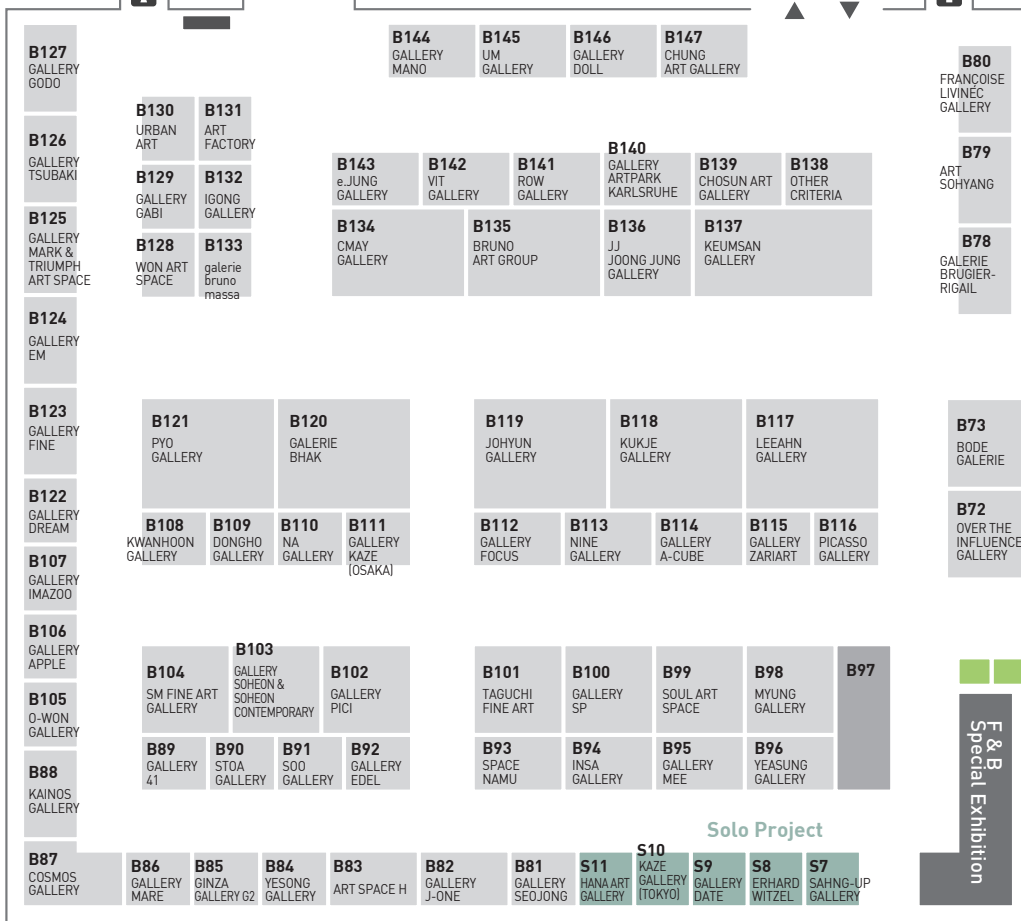 B127
GALLERY
GODO
B144
GALLERY
MANO
B145
UM
GALLERY
B146
GALLERY
DOLL
B147
CHUNG
ART GALLERY
B80
FRANÇOISE
LIVINEC
GALLERY
B130
URBAN
ART
B131
ART
FACTORY
B126
GALLERY
TSUBAKI
B129
GALLERY
GABI
B132
IGONG
GALLERY
B143
e.JUNG
GALLERY
B142
VIT
GALLERY
B141
ROW
GALLERY
B140
GALLERY
ARTPARK
KARLSRUHE
B139
CHOSUN ART
GALLERY
B138
OTHER
CRITERIA
B79
ART
SOHYANG
B125
GALLERY
MARK &
TRIUMPH
ART SPACE
B128
WON ART
SPACE
B133
galerie
bruno
massa
B134
CMAY
GALLERY
B135
BRUNO
ART GROUP
B136
JJ
JOONG JUNG
GALLERY
B137
KEUMSAN
GALLERY
B78
GALERIE
BRUGIER-
RIGAIL
B124
GALLERY
EM
B123
GALLERY
FINE
B121
PYO
GALLERY
B120
GALERIE
BHAK
B119
JOHYUN
GALLERY
B118
KUKJE
GALLERY
B117
LEEAHN
GALLERY
B73
BODE
GALERIE
B122
GALLERY
DREAM
B108
KWANHOON
GALLERY
B109
DONGHO
GALLERY
B110
NA
GALLERY
B111
GALLERY
KAZE
(OSAKA)
B112
GALLERY
FOCUS
B113
NINE
GALLERY
B114
GALLERY
A-CUBE
B115
GALLERY
ZARIART
B116
PICASSO
GALLERY
B72
OVER THE
INFLUENCE
GALLERY
B107
GALLERY
IMAZOO
B106
GALLERY
APPLE
B104
SM FINE ART
GALLERY
B103
GALLERY
SOHEON &
SOHEON
CONTEMPORARY
B102
GALLERY
PICI
B101
TAGUCHI
FINE ART
B100
GALLERY
SP
B99
SOUL ART
SPACE
B98
MYUNG
GALLERY
B97
B105
O-WON
GALLERY
B89
GALLERY
41
B90
STOA
GALLERY
B91
SOO
GALLERY
B92
GALLERY
EDEL
B93
SPACE
NAMU
B94
INSA
GALLERY
B95
GALLERY
MEE
B96
YEASUNG
GALLERY
F & B
Special Exhibition
B88
KAINOS
GALLERY
Solo Project
B87
COSMOS
GALLERY
B86
GALLERY
MARE
B85
GINZA
GALLERY G2
B84
YESONG
GALLERY
B83
ART SPACE H
B82
GALLERY
J-ONE
B81
GALLERY
SEOJONG
S11
HANA ART
GALLERY
S10
KAZE
GALLERY
(TOKYO)
S9
GALLERY
DATE
S8
ERHARD
WITZEL
S7
SAHNG-UP
GALLERY